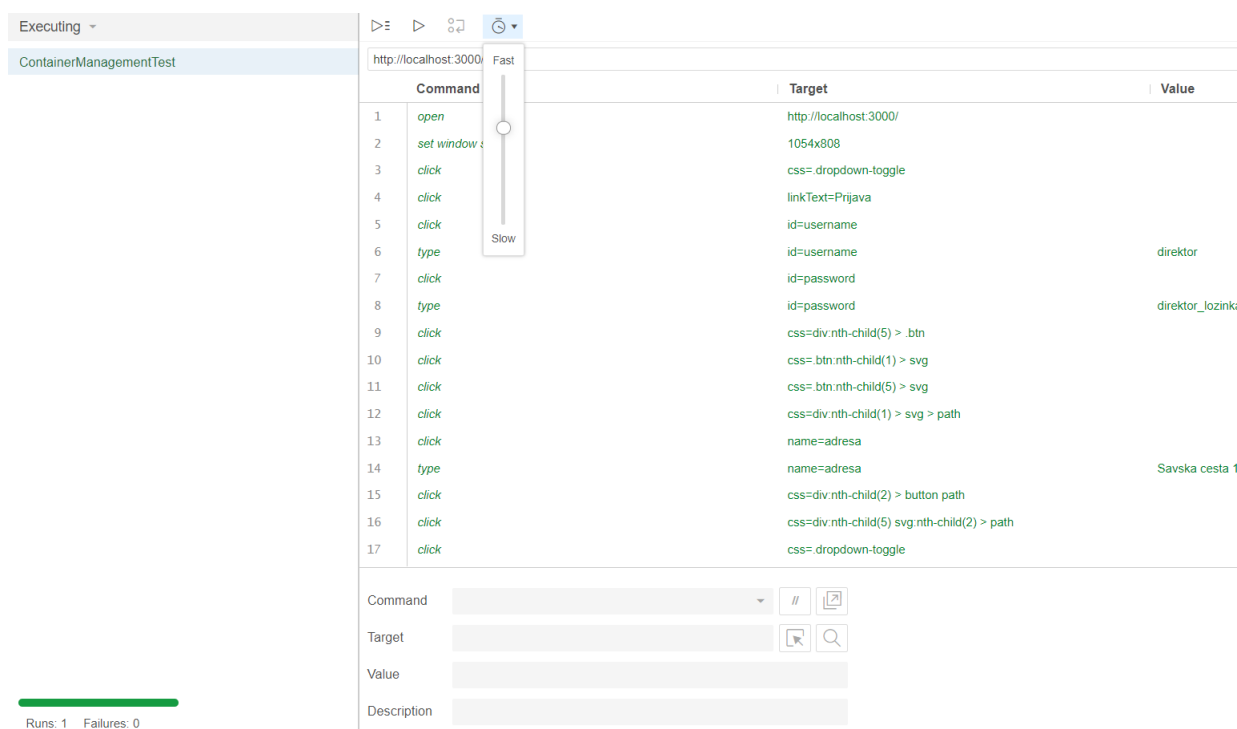 Executing
ContainerManagementTest
http://localhost:3000/
Fast
Slow
Command Target Value
1 open http://localhost:3000/
2 set window 1054x808
3 click css=.dropdown-toggle
4 click linkText=Prijava
5 click id=username
6 type id=username direktor
7 click id=password
8 type id=password direktor_lozinka
9 click css=div:nth-child(5) > .btn
10 click css=.btn:nth-child(1) > svg
11 click css=.btn:nth-child(5) > svg
12 click css=div:nth-child(1) > svg > path
13 click name=adresa
14 type name=adresa Savska cesta 1
15 click css=div:nth-child(2) > button path
16 click css=div:nth-child(5) svg:nth-child(2) > path
17 click css=.dropdown-toggle
Command //
Target
Value
Description
Runs: 1 Failures: 0